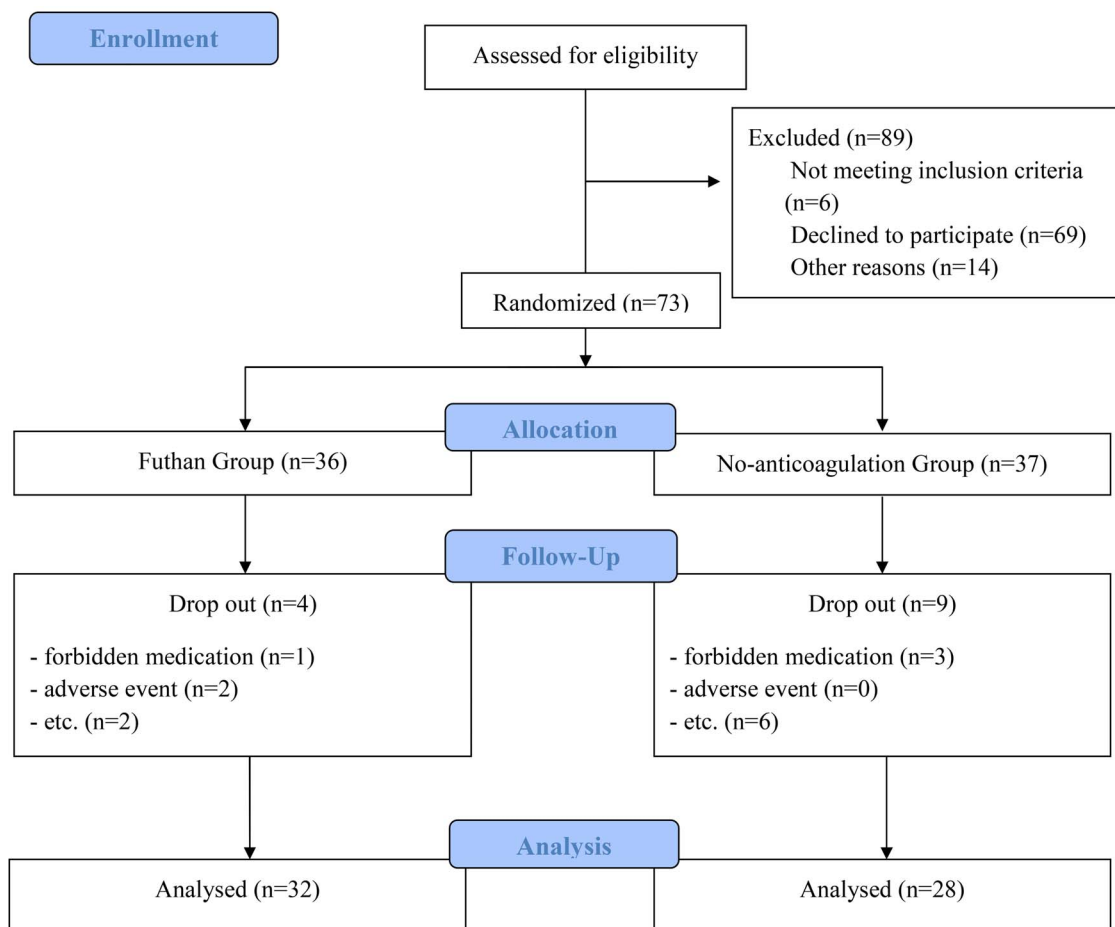 Enrollment
Assessed for eligibility
Excluded (n=89)
Not meeting inclusion criteria
(n=6)
Declined to participate (n=69)
Other reasons (n=14)
Randomized (n=73)
Allocation
Futhan Group (n=36)
No-anticoagulation Group (n=37)
Follow-Up
Drop out (n=4)
- forbidden medication (n=1)
- adverse event (n=2)
- etc. (n=2)
Drop out (n=9)
- forbidden medication (n=3)
- adverse event (n=0)
- etc. (n=6)
Analysis
Analysed (n=32)
Analysed (n=28)